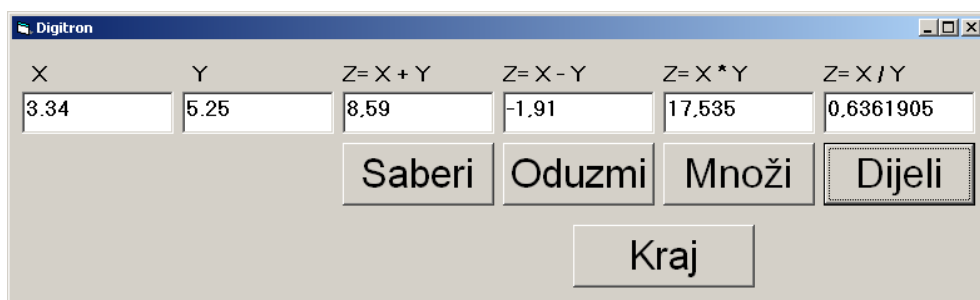 Digitron
X Y Z= X + Y Z= X - Y Z= X * Y Z= X / Y
3.34 5.25 8,59 -1,91 17,535 0,6361905
Saberi Oduzmi Množi Dijeli
Kraj